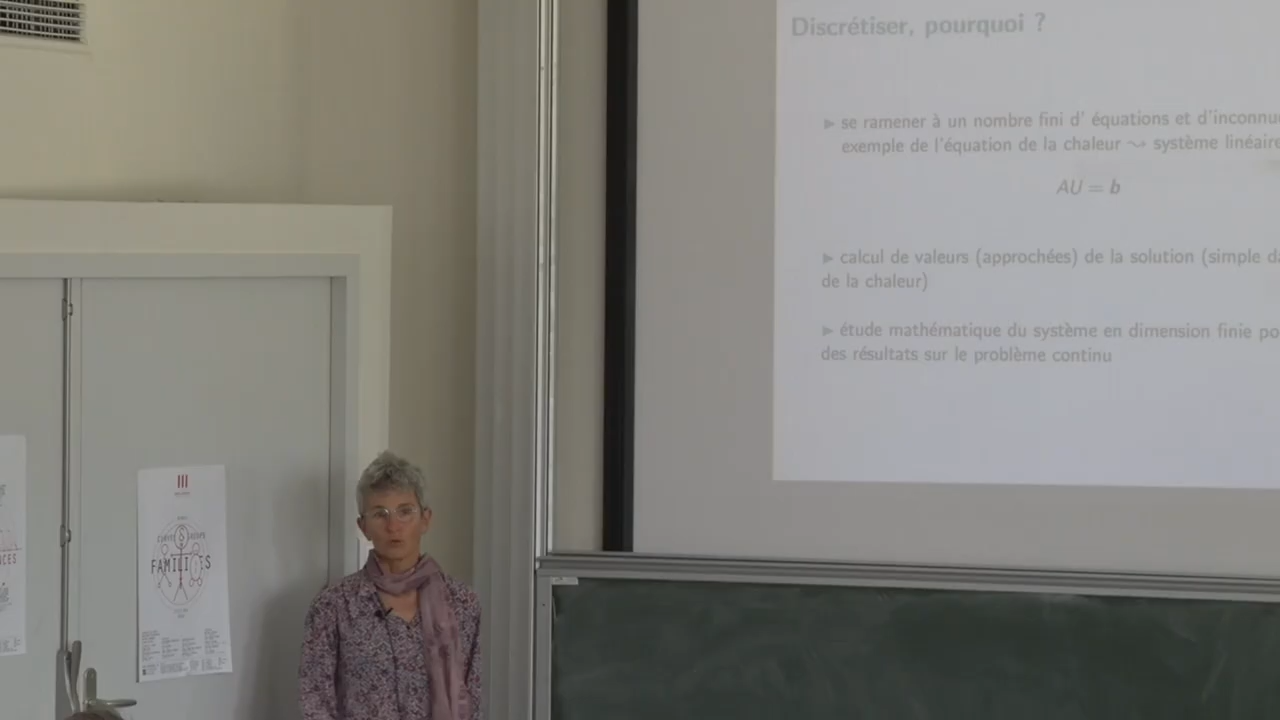 Discrétiser, pourquoi ?
▶ se ramener à un nombre fini d' équations et d'inconnu
exemple de l'équation de la chaleur ⤳ système linéaire
AU = b
▶ calcul de valeurs (approchées) de la solution (simple da
de la chaleur)
▶ étude mathématique du système en dimension finie po
des résultats sur le problème continu
FAMILIES